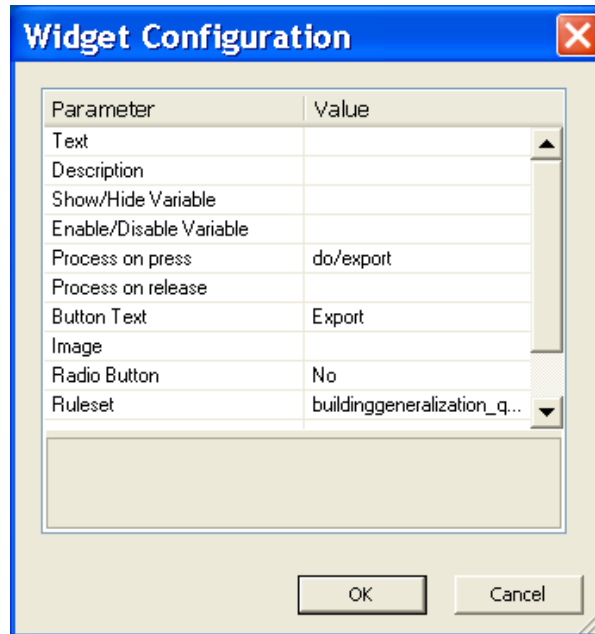 Widget Configuration
Parameter Value
Text
Description
Show/Hide Variable
Enable/Disable Variable
Process on press do/export
Process on release
Button Text Export
Image
Radio Button No
Ruleset buildinggeneralization_q...
OK Cancel